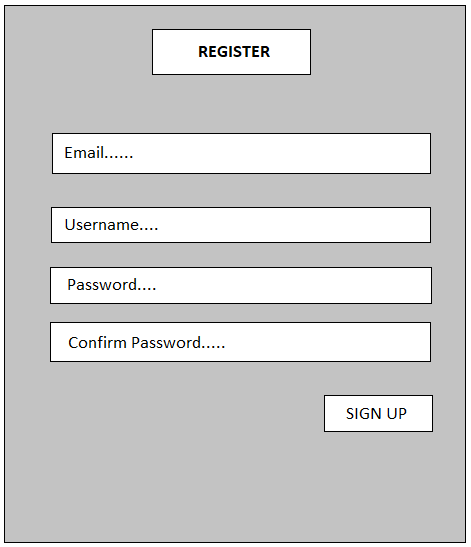 REGISTER
Email......
Username....
Password....
Confirm Password.....
SIGN UP